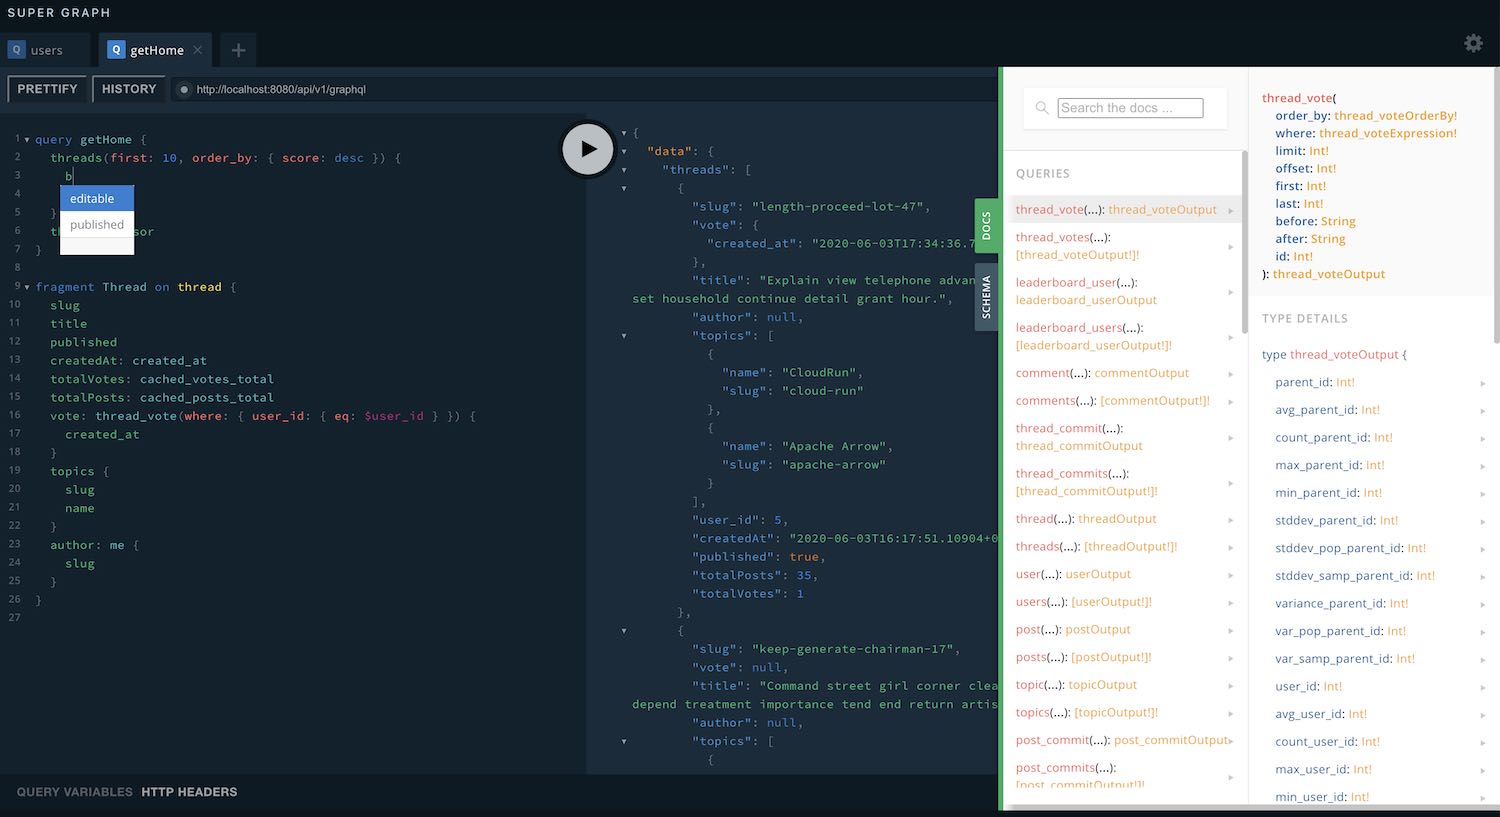 SUPER GRAPH
Q users
Q getHome ×
+
PRETTIFY
HISTORY
http://localhost:8080/api/v1/graphql
1 query getHome {
2 threads(first: 10, order_by: { score: desc }) {
3 b
4
5 }
6 sor
7 }
8
editable
published
9 fragment Thread on thread {
10 slug
11 title
12 published
13 createdAt: created_at
14 totalVotes: cached_votes_total
15 totalPosts: cached_posts_total
16 vote: thread_vote(where: { user_id: { eq: $user_id } }) {
17 created_at
18 }
19 topics {
20 slug
21 name
22 }
23 author: me {
24 slug
25 }
26 }
27
QUERY VARIABLES
HTTP HEADERS
{
"data": {
"threads": [
{
"slug": "length-proceed-lot-47",
"vote": {
"created_at": "2020-06-03T17:34:36.7
},
"title": "Explain view telephone advan
set household continue detail grant hour.",
"author": null,
"topics": [
{
"name": "CloudRun",
"slug": "cloud-run"
},
{
"name": "Apache Arrow",
"slug": "apache-arrow"
}
],
"user_id": 5,
"createdAt": "2020-06-03T16:17:51.10904+0
"published": true,
"totalPosts": 35,
"totalVotes": 1
},
{
"slug": "keep-generate-chairman-17",
"vote": null,
"title": "Command street girl corner clea
depend treatment importance tend end return artis
"author": null,
"topics": [
{
DOCS
SCHEMA
Search the docs ...
QUERIES
thread_vote(...): thread_voteOutput
thread_votes(...):
[thread_voteOutput!]!
leaderboard_user(...):
leaderboard_userOutput
leaderboard_users(...):
[leaderboard_userOutput!]!
comment(...): commentOutput
comments(...): [commentOutput!]!
thread_commit(...):
thread_commitOutput
thread_commits(...):
[thread_commitOutput!]!
thread(...): threadOutput
threads(...): [threadOutput!]!
user(...): userOutput
users(...): [userOutput!]!
post(...): postOutput
posts(...): [postOutput!]!
topic(...): topicOutput
topics(...): [topicOutput!]!
post_commit(...): post_commitOutput
post_commits(...):
[post_commitOutput!]!
thread_vote(
order_by: thread_voteOrderBy!
where: thread_voteExpression!
limit: Int!
offset: Int!
first: Int!
last: Int!
before: String
after: String
id: Int!
): thread_voteOutput
TYPE DETAILS
type thread_voteOutput {
parent_id: Int!
avg_parent_id: Int!
count_parent_id: Int!
max_parent_id: Int!
min_parent_id: Int!
stddev_parent_id: Int!
stddev_pop_parent_id: Int!
stddev_samp_parent_id: Int!
variance_parent_id: Int!
var_pop_parent_id: Int!
var_samp_parent_id: Int!
user_id: Int!
avg_user_id: Int!
count_user_id: Int!
max_user_id: Int!
min_user_id: Int!